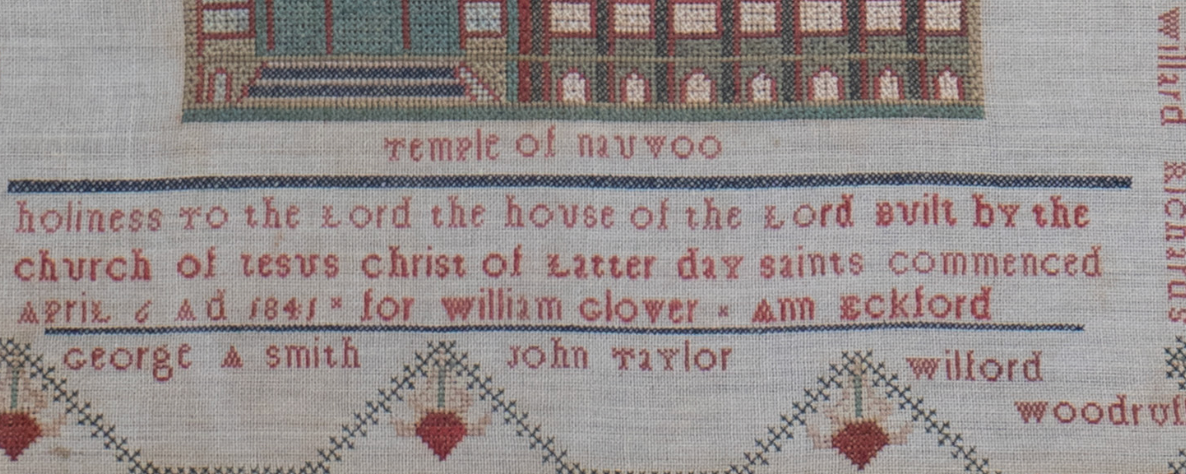 Temple of nauvoo
holiness TO the Lord the house of the Lord Built by the
church of Iesus christ of Latter day saints commenced
April 6 Ad 1841 * for william Glover * Ann Eckford
George A smith
John Taylor
wilford
woodruf
willard Richards